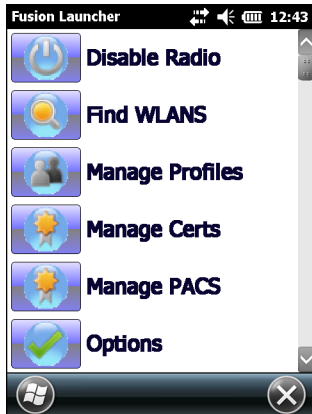 Fusion Launcher 12:43
Disable Radio
Find WLANS
Manage Profiles
Manage Certs
Manage PACS
Options